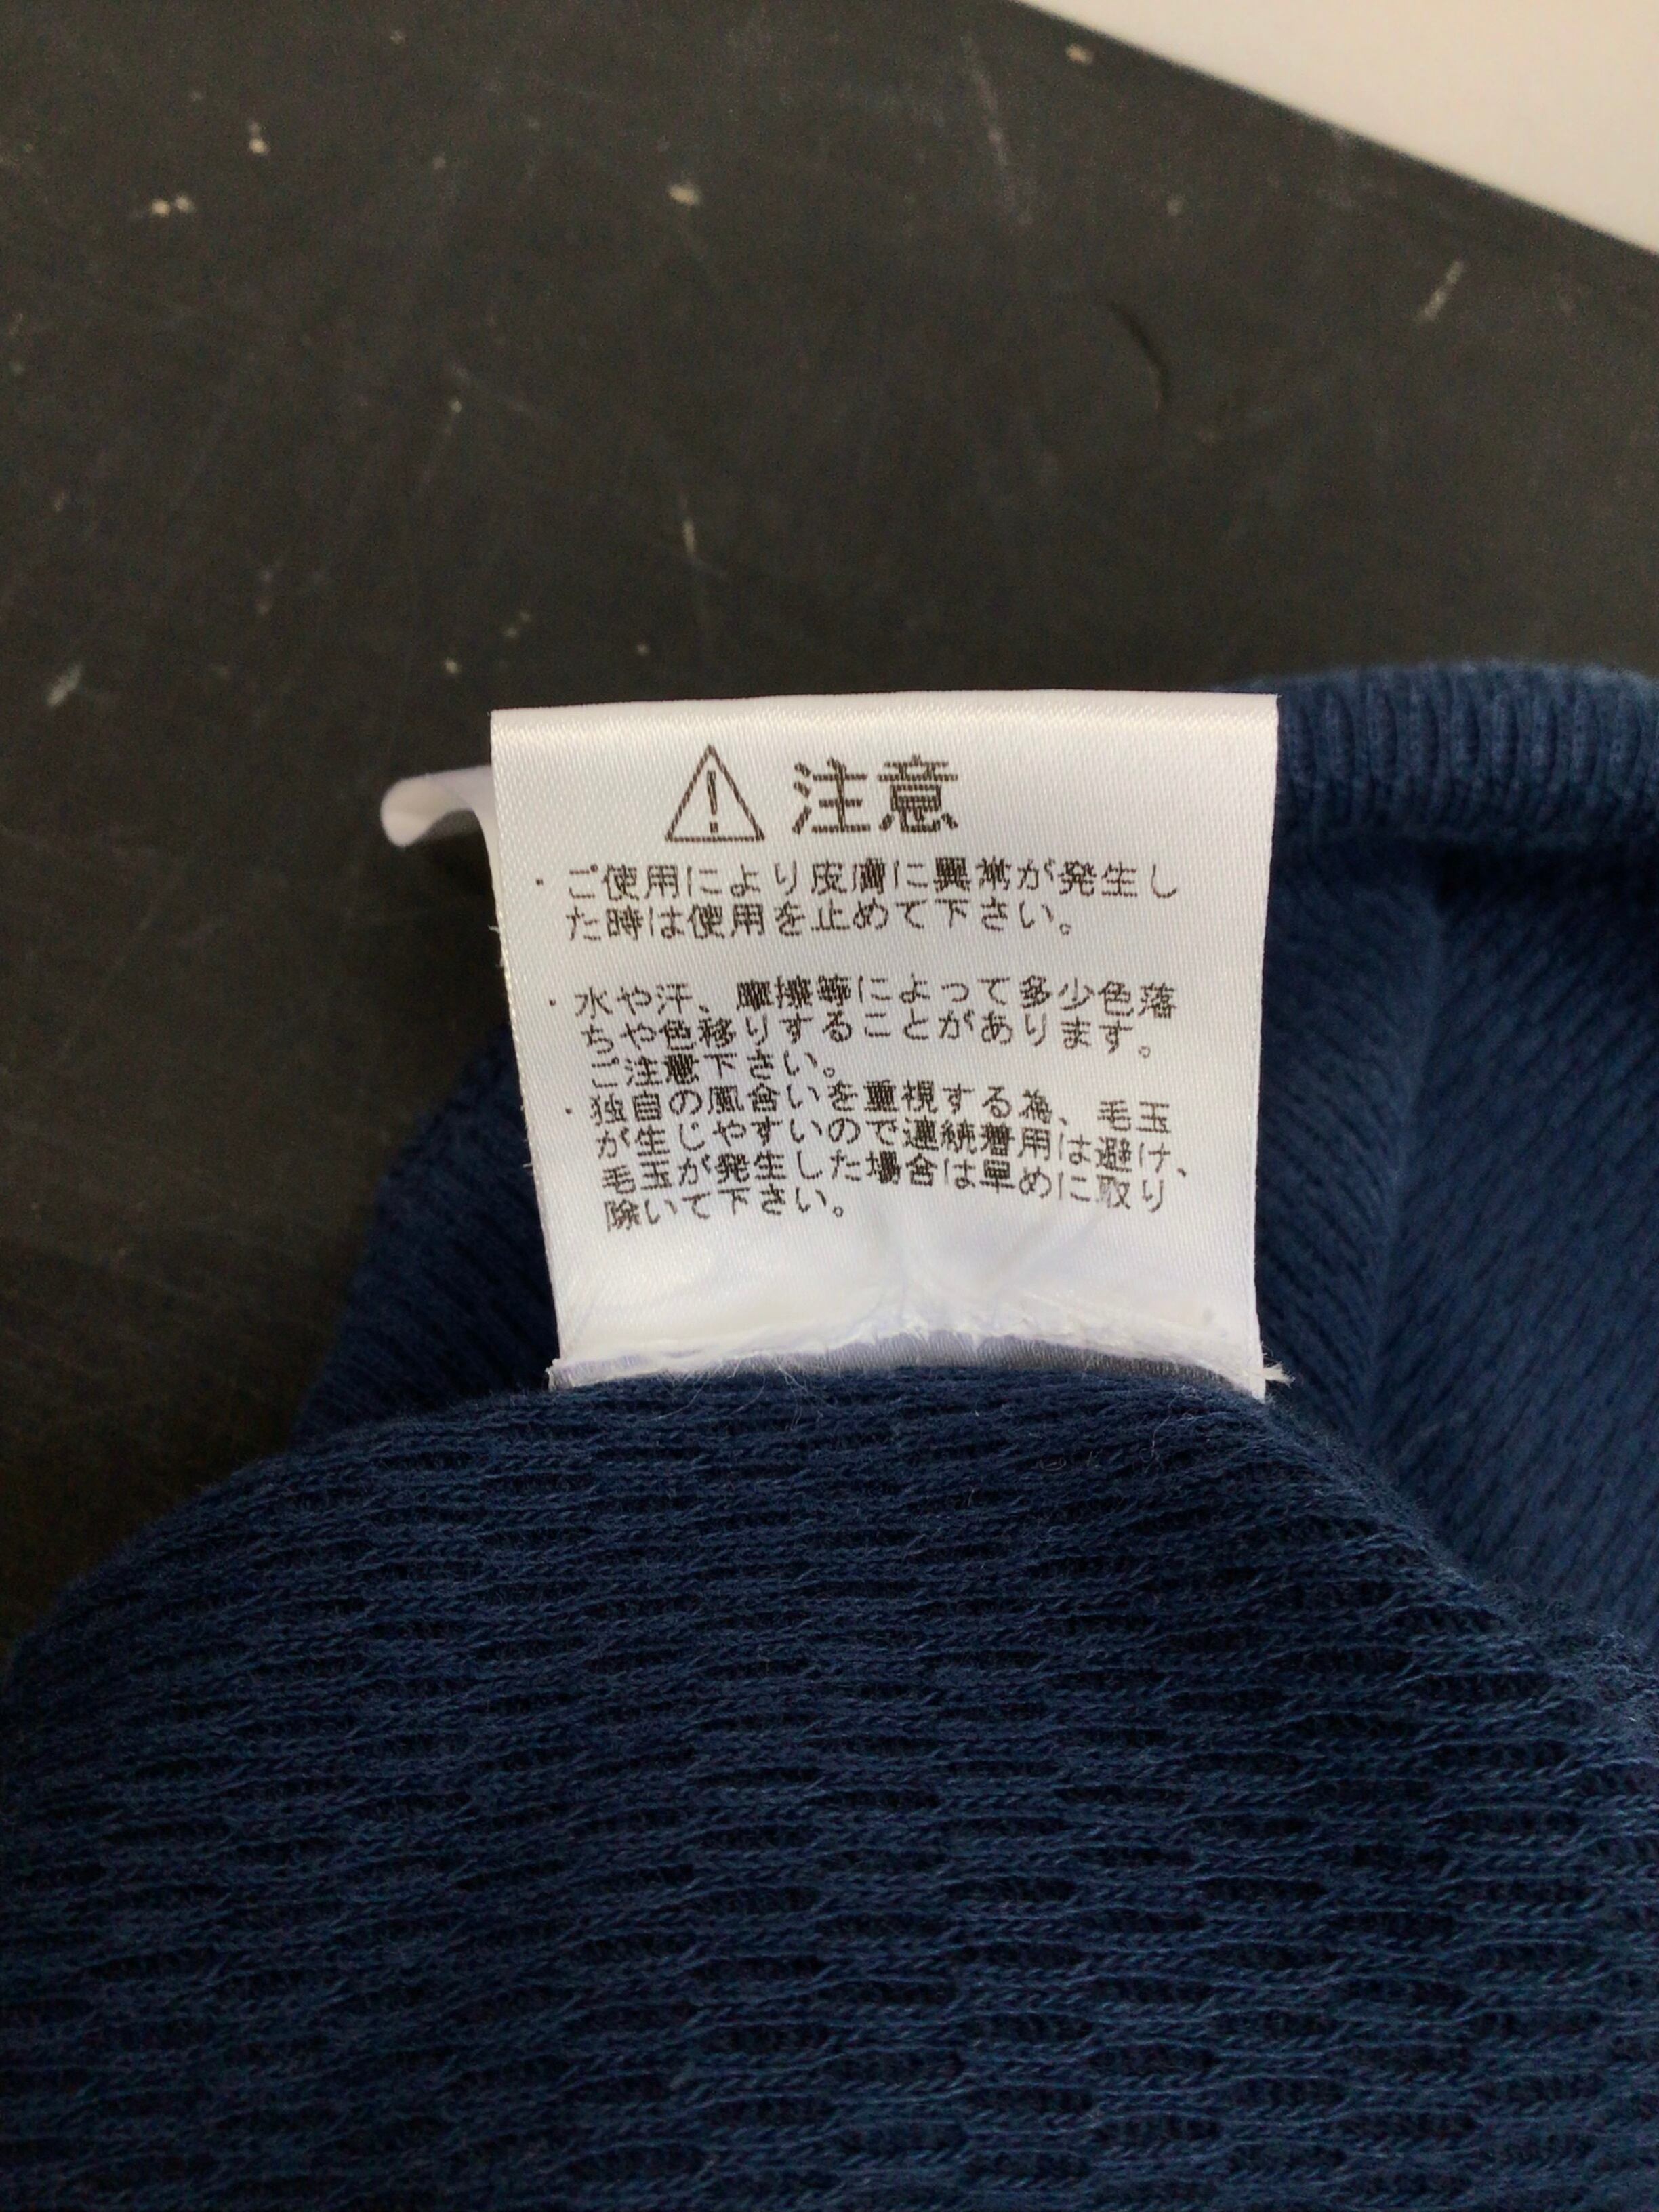 注意
・ご使用により皮膚に異常が発生し
た時は使用を止めて下さい。
・水や汗、摩擦等によって多少色落
ちや色移りすることがあります。
ご注意下さい。
・独自の風合いを重視する為、毛玉
が生じやすいので連続着用は避け、
毛玉が発生した場合は早めに取り
除いて下さい。